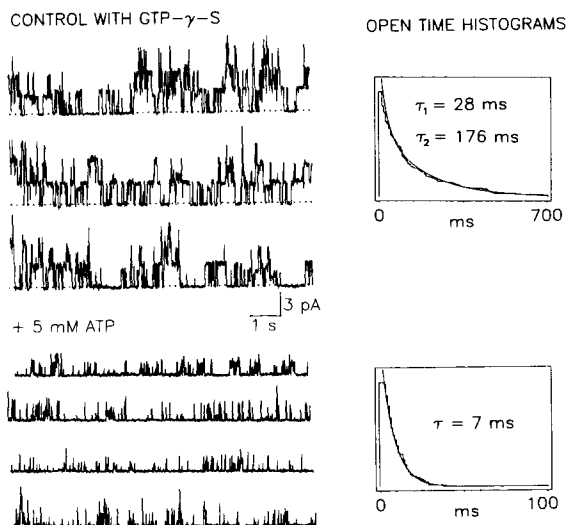 CONTROL WITH GTP-γ-S
OPEN TIME HISTOGRAMS
τ₁ = 28 ms
τ₂ = 176 ms
0 700
ms
3 pA
1 s
+ 5 mM ATP
τ = 7 ms
0 100
ms